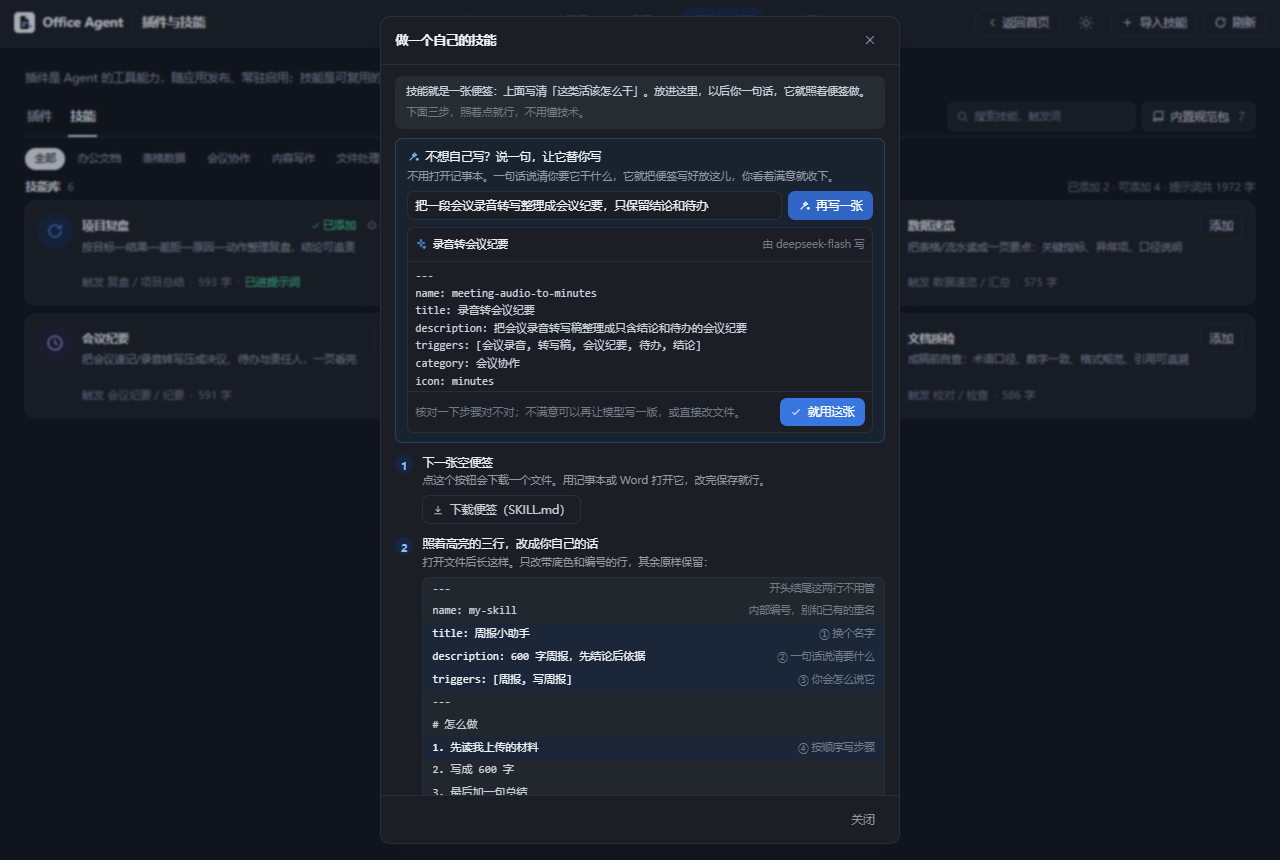 Office Agent
插件与技能
返回首页
导入技能
刷新
插件是 Agent 的工具能力，随应用发布、常驻启用；技能是可复用的
插件
技能
搜索技能、触发词
内置规范包 7
全部
办公文档
表格数据
会议协作
内容写作
文件处理
技能库 6
已添加 2 · 可添加 4 · 提示词共 1972 字
项目复盘
已添加
按目标—结果—差距—原因—动作整理复盘，结论可追责
触发 复盘 / 项目总结 · 593 字 · 已进提示词
数据速览
添加
把表格/流水读成一页要点：关键指标、异常项、口径说明
触发 数据速览 / 汇总 · 575 字
会议纪要
把会议速记/录音转写压成决议、待办与责任人，一页看完
触发 会议纪要 / 纪要 · 591 字
文档质检
添加
成稿前自查：术语口径、数字一致、格式规范、引用可追溯
触发 校对 / 检查 · 586 字
做一个自己的技能
技能就是一张便签：上面写清「这类活该怎么干」。放进这里，以后你一句话，它就照着便签做。
下面三步，照着点就行，不用懂技术。
不想自己写？说一句，让它替你写
不用打开记事本。一句话说清你要它干什么，它就把便签写好放这儿，你看着满意就收下。
把一段会议录音转写整理成会议纪要，只保留结论和待办
再写一张
录音转会议纪要
由 deepseek-flash 写
---
name: meeting-audio-to-minutes
title: 录音转会议纪要
description: 把会议录音转写稿整理成只含结论和待办的会议纪要
triggers: [会议录音, 转写稿, 会议纪要, 待办, 结论]
category: 会议协作
icon: minutes
核对一下步骤对不对；不满意可以再让模型写一版，或直接改文件。
就用这张
1
下一张空便签
点这个按钮会下载一个文件。用记事本或 Word 打开它，改完保存就行。
下载便签（SKILL.md）
2
照着高亮的三行，改成你自己的话
打开文件后长这样。只改带底色和编号的行，其余原样保留：
--- 开头结尾这两行不用管
name: my-skill 内部编号，别和已有的重名
title: 周报小助手 ① 换个名字
description: 600 字周报，先结论后依据 ② 一句话说清要什么
triggers: [周报, 写周报] ③ 你会怎么说它
---
# 怎么做
1. 先读我上传的材料 ④ 按顺序写步骤
2. 写成 600 字
3. 最后加一句总结
关闭